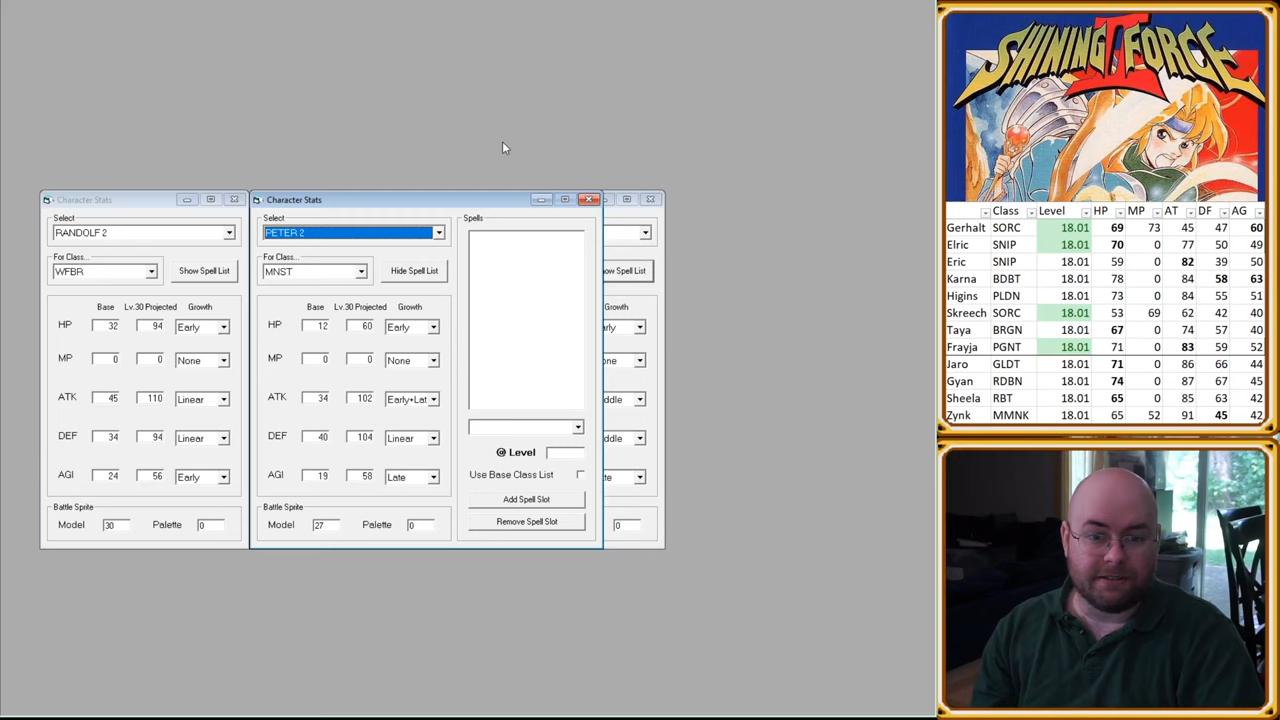 Character Stats
Select
RANDOLF 2
For Class...
WFBR
Show Spell List
Base Lv.30 Projected Growth
HP 32 94 Early
MP 0 0 None
ATK 45 110 Linear
DEF 34 94 Linear
AGI 24 56 Early
Battle Sprite
Model 30 Palette 0
Character Stats
Select
PETER 2
For Class...
MNST
Hide Spell List
Base Lv.30 Projected Growth
HP 12 60 Early
MP 0 0 None
ATK 34 102 Early+Lat
DEF 40 104 Linear
AGI 19 58 Late
Battle Sprite
Model 27 Palette 0
Spells
@ Level
Use Base Class List
Add Spell Slot
Remove Spell Slot
Growth
0
SHINING FORCE II
Class Level HP MP AT DF AG
Gerhalt SORC 18.01 69 73 45 47 60
Elric SNIP 18.01 70 0 77 50 49
Eric SNIP 18.01 59 0 82 39 50
Karna BDBT 18.01 78 0 84 58 63
Higins PLDN 18.01 73 0 84 55 51
Skreech SORC 18.01 53 69 62 42 40
Taya BRGN 18.01 67 0 74 57 40
Frayja PGNT 18.01 71 0 83 59 52
Jaro GLDT 18.01 71 0 86 66 44
Gyan RDBN 18.01 74 0 87 67 45
Sheela RBT 18.01 65 0 85 63 42
Zynk MMNK 18.01 65 52 91 45 42